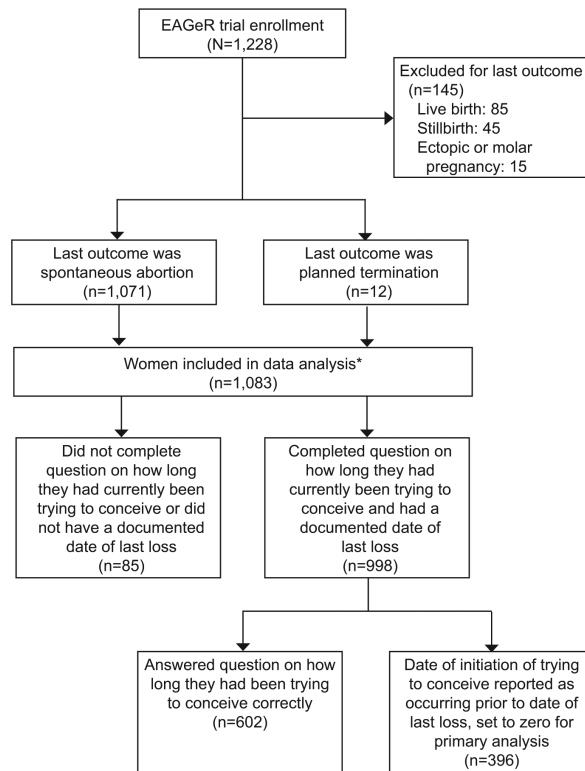 EAGeR trial enrollment
(N=1,228)
Excluded for last outcome
(n=145)
Live birth: 85
Stillbirth: 45
Ectopic or molar
pregnancy: 15
Last outcome was
spontaneous abortion
(n=1,071)
Last outcome was
planned termination
(n=12)
Women included in data analysis*
(n=1,083)
Did not complete
question on how long
they had currently been
trying to conceive or did
not have a documented
date of last loss
(n=85)
Completed question on
how long they had
currently been trying to
conceive and had a
documented date of
last loss
(n=998)
Answered question on how
long they had been trying
to conceive correctly
(n=602)
Date of initiation of trying
to conceive reported as
occurring prior to date of
last loss, set to zero for
primary analysis
(n=396)